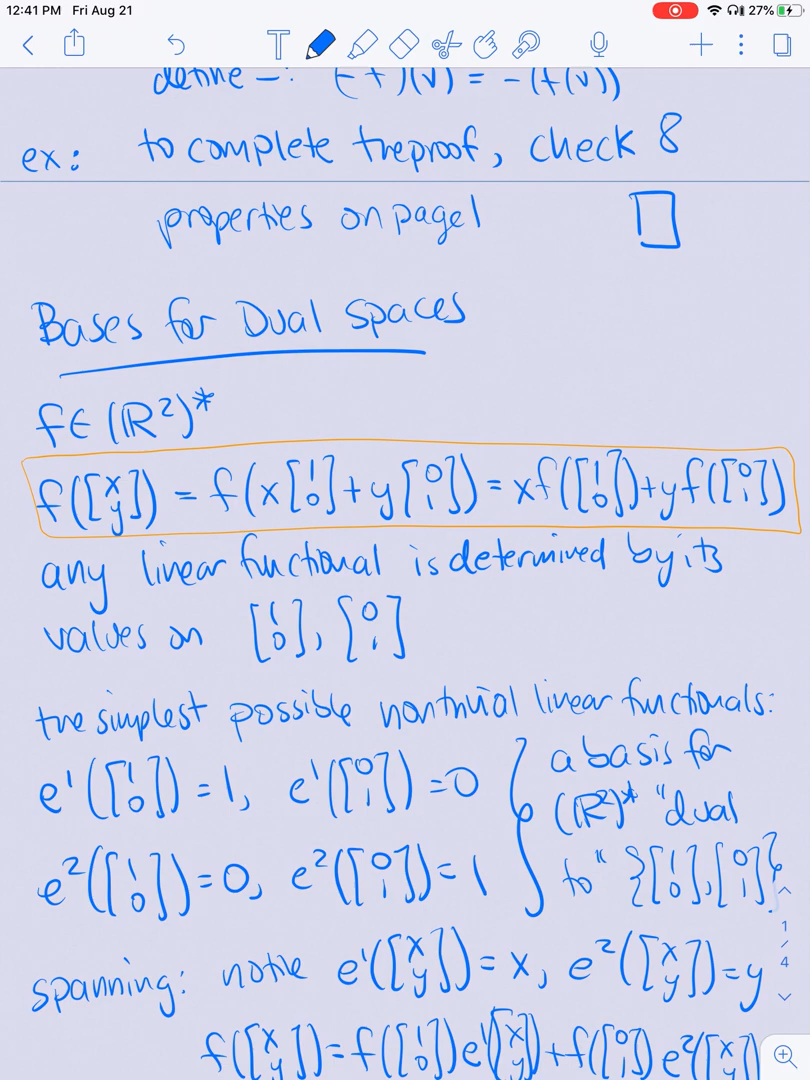 12:41 PM Fri Aug 21 27%
define -: (-f)(v) = -(f(v))
ex: to complete the proof, check 8
properties on page 1
Bases for Dual Spaces
f ∈ (ℝ²)*
f([x y]) = f(x[1 0] + y[0 1]) = xf([1 0]) + yf([0 1])
any linear functional is determined by its
values on [1 0], [0 1]
the simplest possible nontrivial linear functionals:
e¹([1 0]) = 1, e¹([0 1]) = 0 } a basis for
(ℝ²)* "dual
e²([1 0]) = 0, e²([0 1]) = 1 to" {[1 0], [0 1]}
1
/
4
spanning: notice e¹([x y]) = x, e²([x y]) = y
f([x y]) = f([1 0]) e¹([x y]) + f([0 1]) e²([x y])